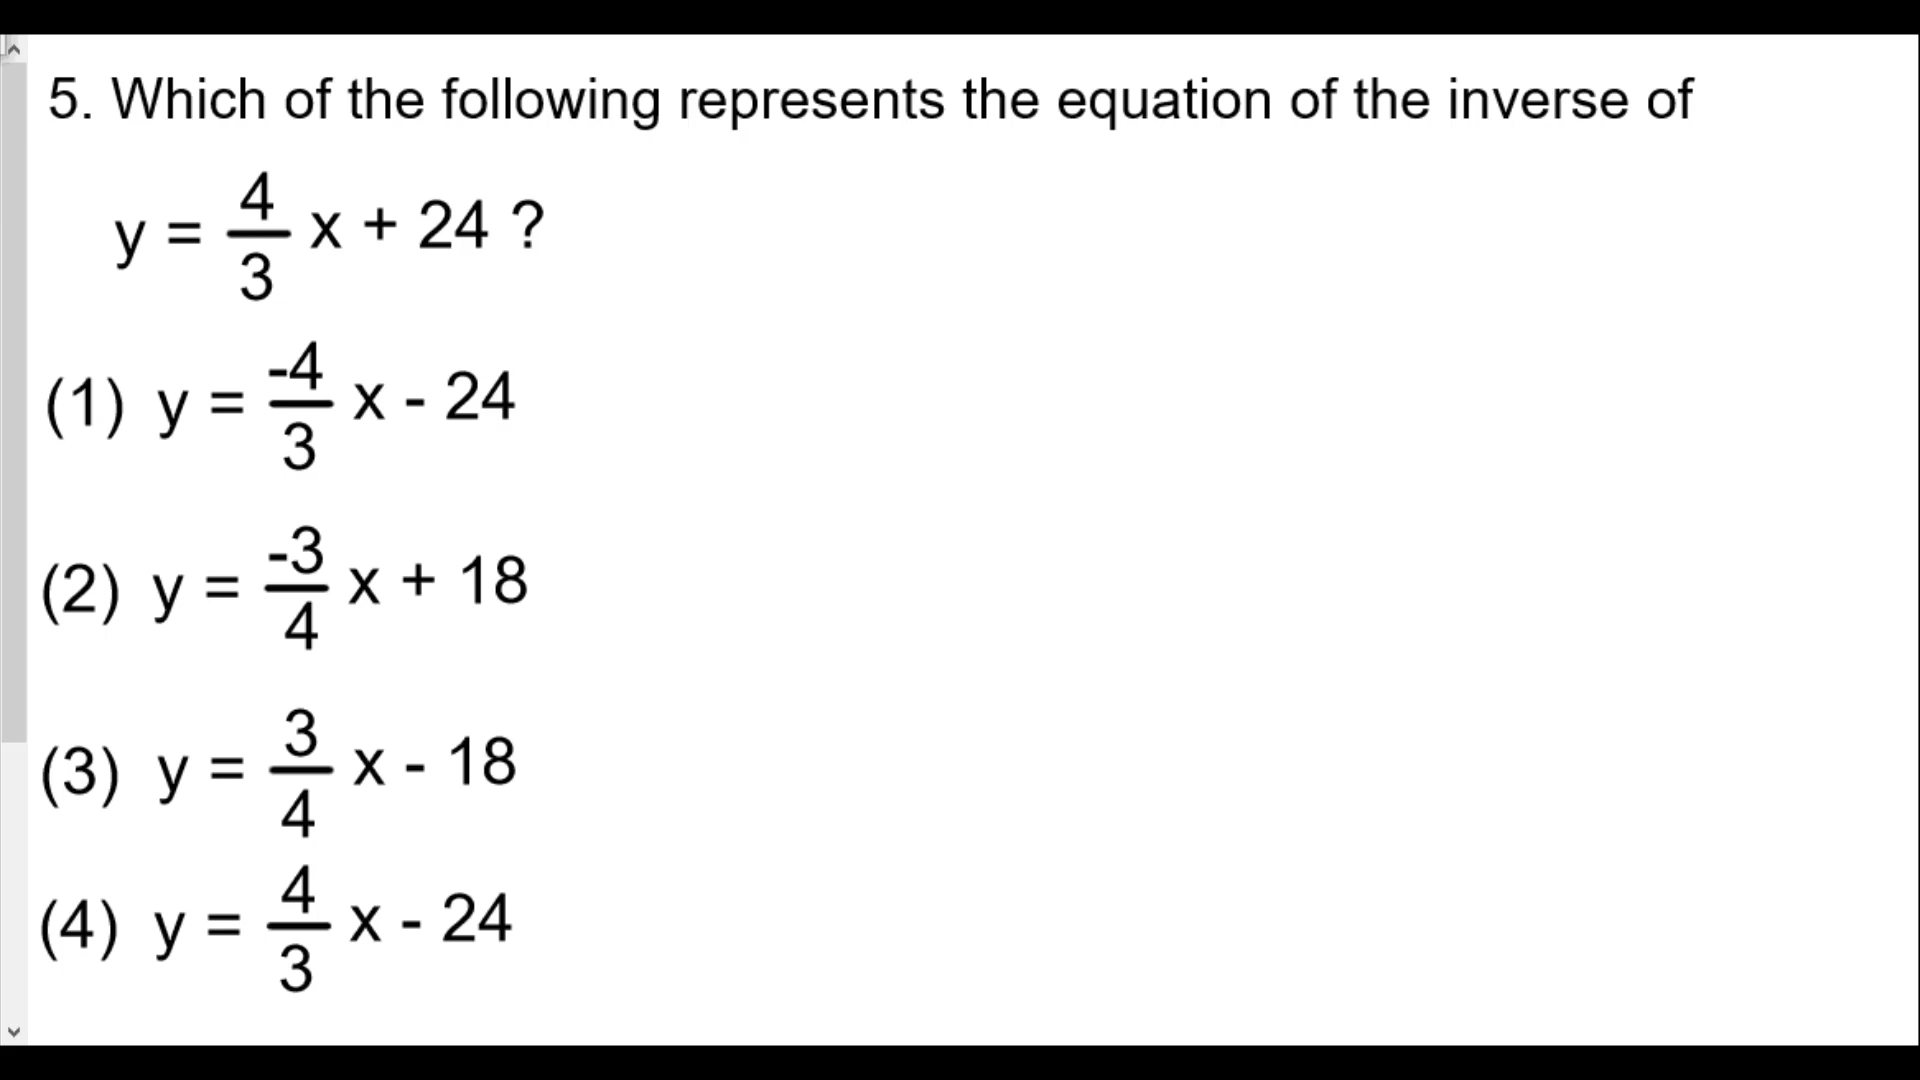 5. Which of the following represents the equation of the inverse of
y = 4/3 x + 24 ?
(1) y = -4/3 x - 24
(2) y = -3/4 x + 18
(3) y = 3/4 x - 18
(4) y = 4/3 x - 24